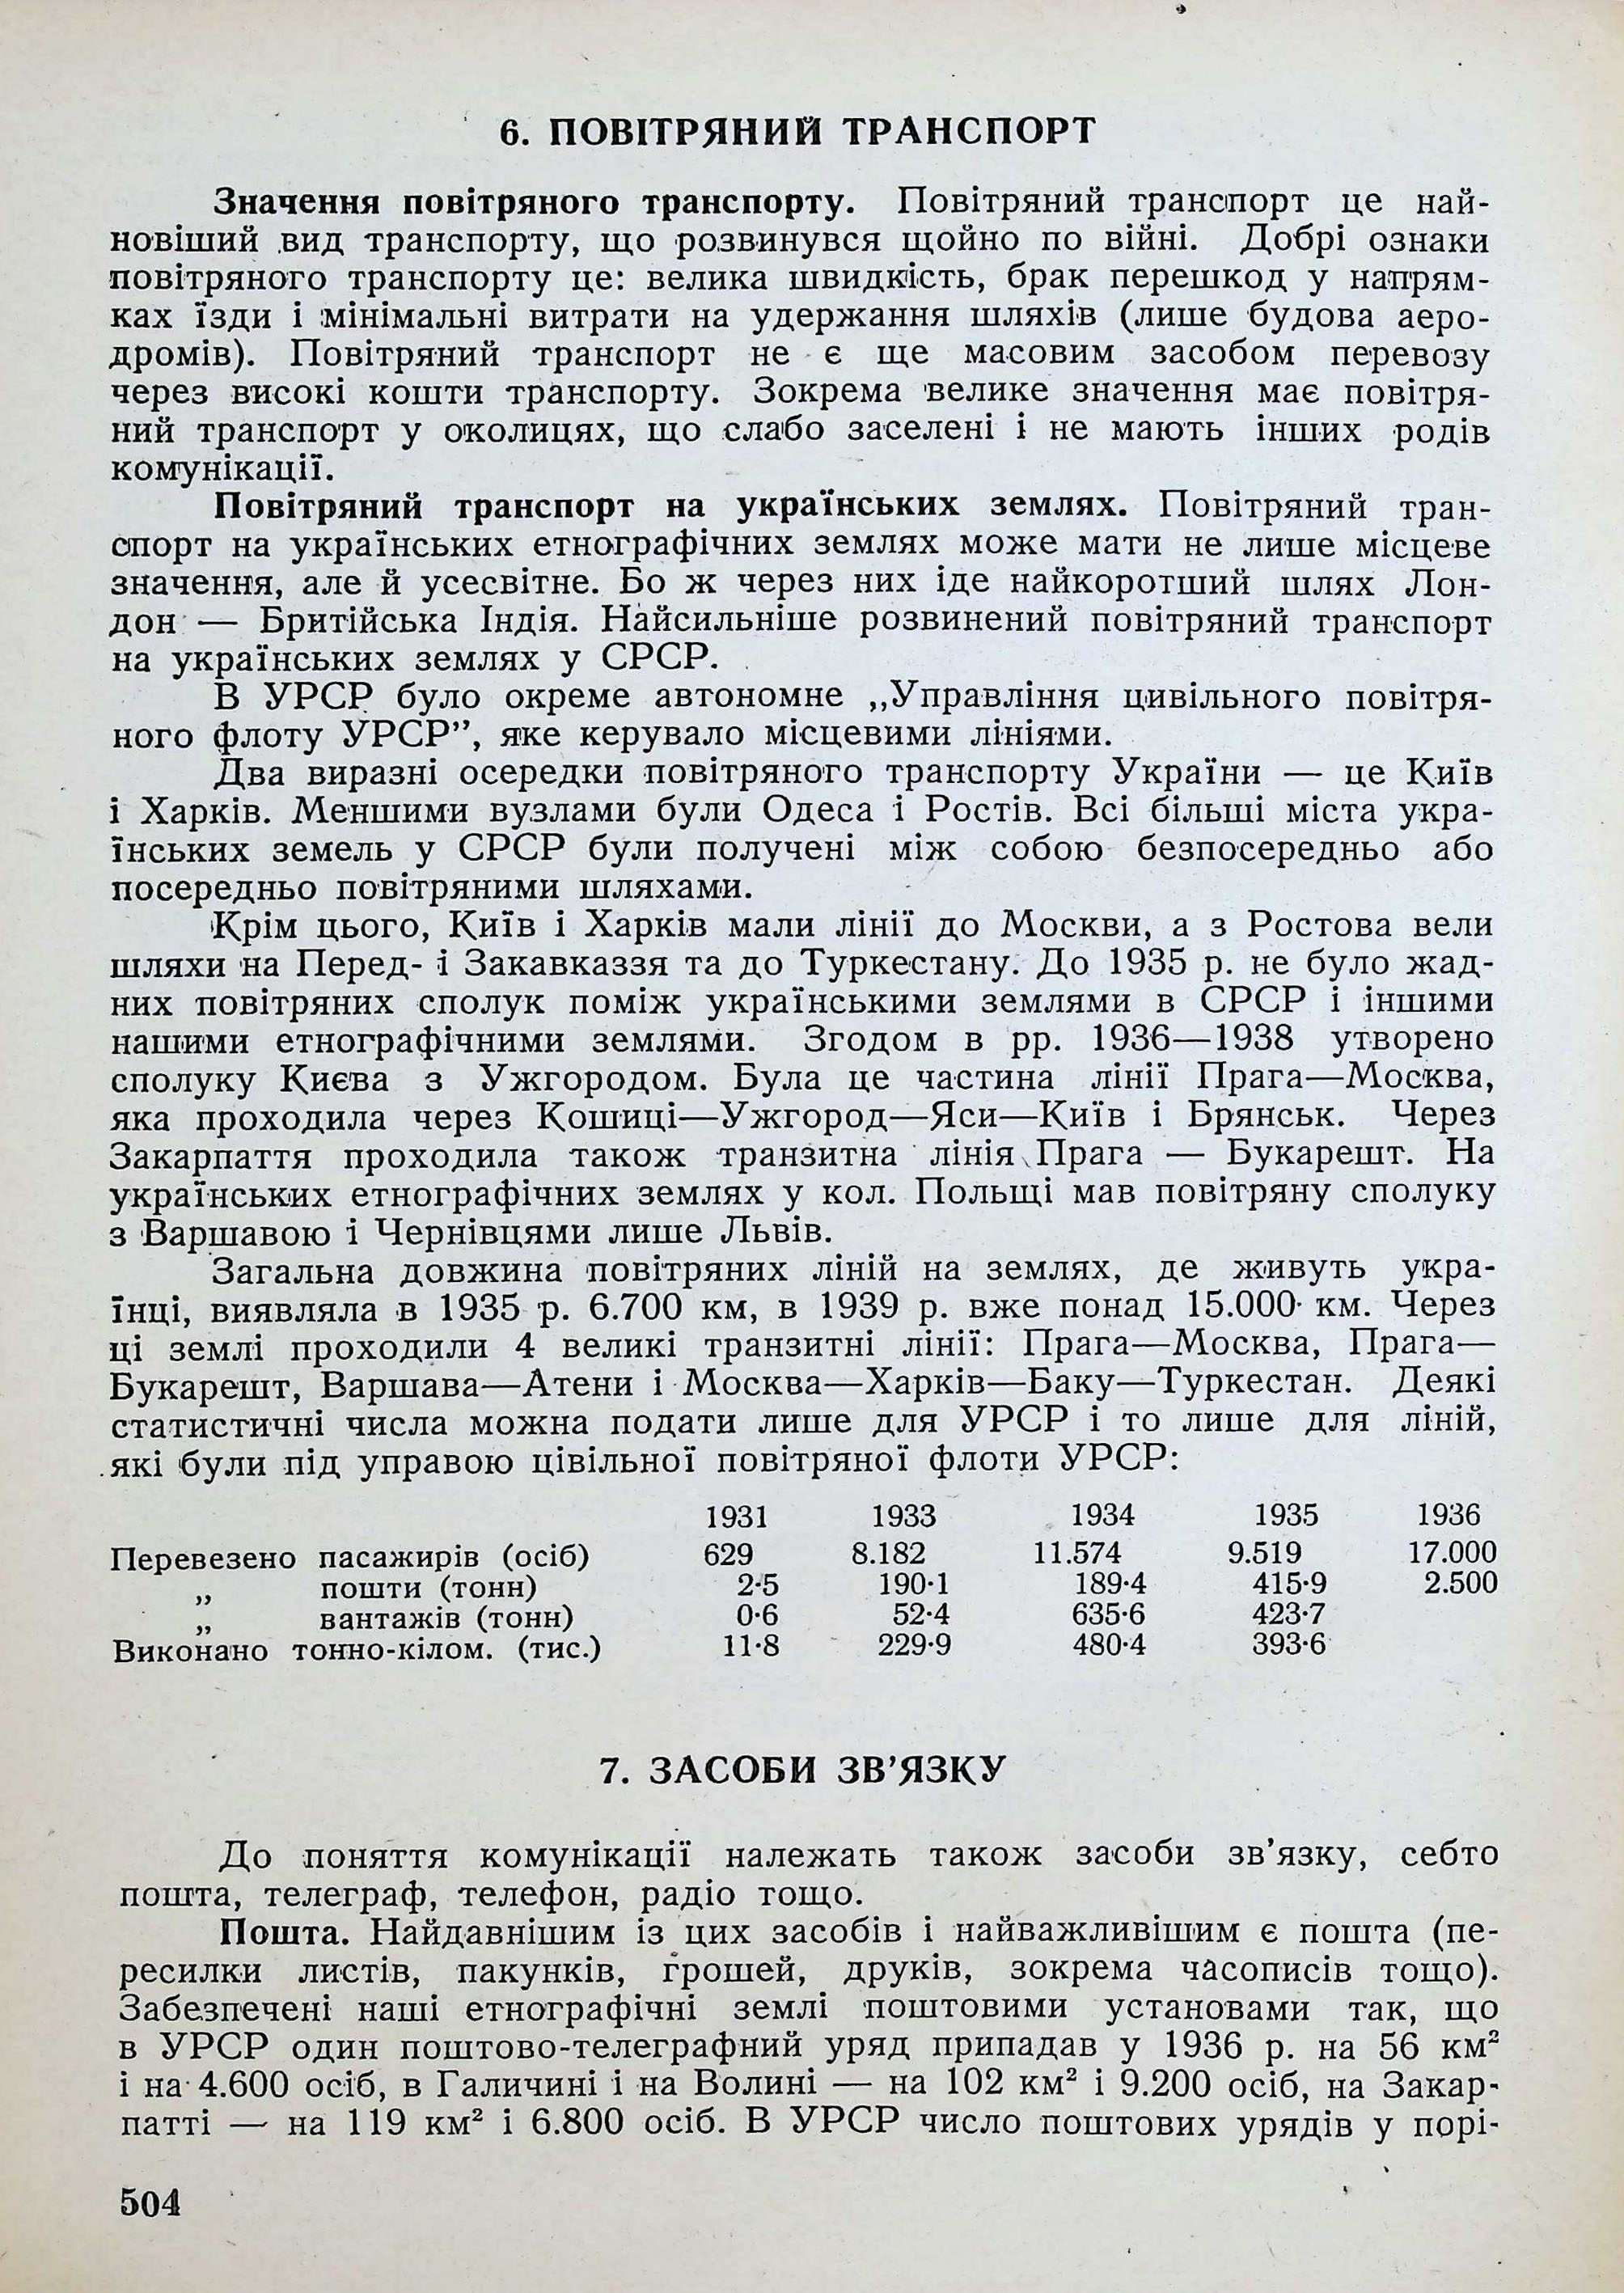 6. ПОВІТРЯНИЙ ТРАНСПОРТ
Значення повітряного транспорту. Повітряний транспорт це най-
новіший вид транспорту, що розвинувся щойно по війні. Добрі ознаки
повітряного транспорту це: велика швидкість, брак перешкод у напрям-
ках їзди і мінімальні витрати на удержання шляхів (лише будова аеро-
дромів). Повітряний транспорт не є ще масовим засобом перевозу
через високі кошти транспорту. Зокрема велике значення має повітря-
ний транспорт у околицях, що слабо заселені і не мають інших родів
комунікації.
Повітряний транспорт на українських землях. Повітряний тран-
спорт на українських етнографічних землях може мати не лише місцеве
значення, але й усесвітнє. Бо ж через них іде найкоротший шлях Лон-
дон — Бритійська Індія. Найсильніше розвинений повітряний транспорт
на українських землях у СРСР.
В УРСР було окреме автономне „Управління цивільного повітря-
ного флоту УРСР”, яке керувало місцевими лініями.
Два виразні осередки повітряного транспорту України — це Київ
і Харків. Меншими вузлами були Одеса і Ростів. Всі більші міста укра-
їнських земель у СРСР були получені між собою безпосередньо або
посередньо повітряними шляхами.
Крім цього, Київ і Харків мали лінії до Москви, а з Ростова вели
шляхи на Перед- і Закавказзя та до Туркестану. До 1935 р. не було жад-
них повітряних сполук поміж українськими землями в СРСР і іншими
нашими етнографічними землями. Згодом в рр. 1936—1938 утворено
сполуку Києва з Ужгородом. Була це частина лінії Прага—Москва,
яка проходила через Кошиці—Ужгород—Яси—Київ і Брянськ. Через
Закарпаття проходила також транзитна лінія Прага — Букарешт. На
українських етнографічних землях у кол. Польщі мав повітряну сполуку
з Варшавою і Чернівцями лише Львів.
Загальна довжина повітряних ліній на землях, де живуть укра-
їнці, виявляла в 1935 р. 6.700 км, в 1939 р. вже понад 15.000 км. Через
ці землі проходили 4 великі транзитні лінії: Прага—Москва, Прага—
Букарешт, Варшава—Атени і Москва—Харків—Баку—Туркестан. Деякі
статистичні числа можна подати лише для УРСР і то лише для ліній,
які були під управою цівільної повітряної флоти УРСР:
1931 1933 1934 1935 1936
Перевезено пасажирів (осіб) 629 8.182 11.574 9.519 17.000
„ пошти (тонн) 2·5 190·1 189·4 415·9 2.500
„ вантажів (тонн) 0·6 52·4 635·6 423·7
Виконано тонно-кілом. (тис.) 11·8 229·9 480·4 393·6
7. ЗАСОБИ ЗВ’ЯЗКУ
До поняття комунікації належать також засоби зв’язку, себто
пошта, телеграф, телефон, радіо тощо.
Пошта. Найдавнішим із цих засобів і найважливішим є пошта (пе-
ресилки листів, пакунків, грошей, друків, зокрема часописів тощо).
Забезпечені наші етнографічні землі поштовими установами так, що
в УРСР один поштово-телеграфний уряд припадав у 1936 р. на 56 км²
і на 4.600 осіб, в Галичині і на Волині — на 102 км² і 9.200 осіб, на Закар-
патті — на 119 км² і 6.800 осіб. В УРСР число поштових урядів у порі-
504